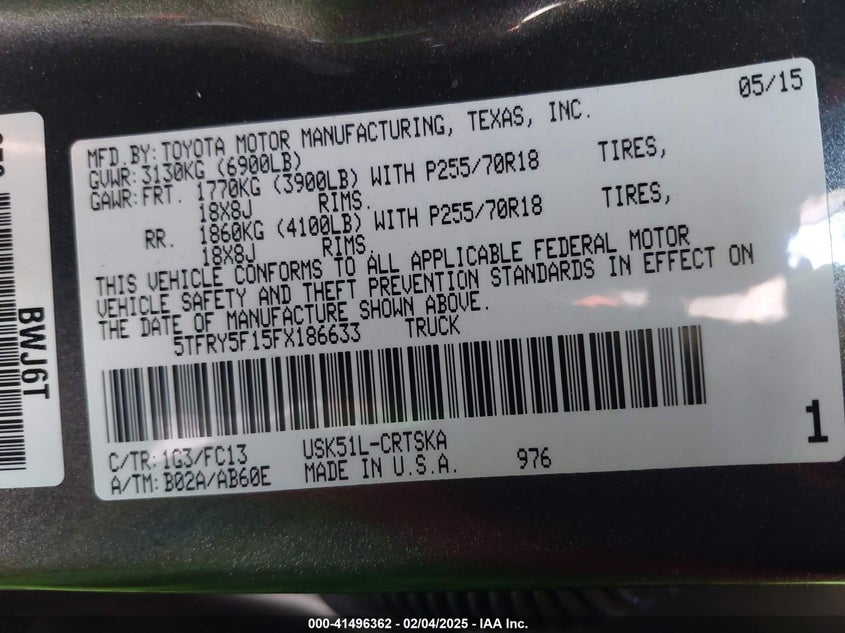 05/15
MFD.BY: TOYOTA MOTOR MANUFACTURING, TEXAS, INC.
GVWR: 3130KG (6900LB)
GAWR: FRT. 1770KG (3900LB) WITH P255/70R18 TIRES,
18X8J RIMS.
RR. 1860KG (4100LB) WITH P255/70R18 TIRES,
18X8J RIMS.
THIS VEHICLE CONFORMS TO ALL APPLICABLE FEDERAL MOTOR
VEHICLE SAFETY AND THEFT PREVENTION STANDARDS IN EFFECT ON
THE DATE OF MANUFACTURE SHOWN ABOVE.
5TFRY5F15FX186633 TRUCK
C/TR: 1G3/FC13 USK51L-CRTSKA
A/TM: B02A/AB60E MADE IN U.S.A. 976
1
BWJ6T
000-41496362 - 02/04/2025 - IAA Inc.